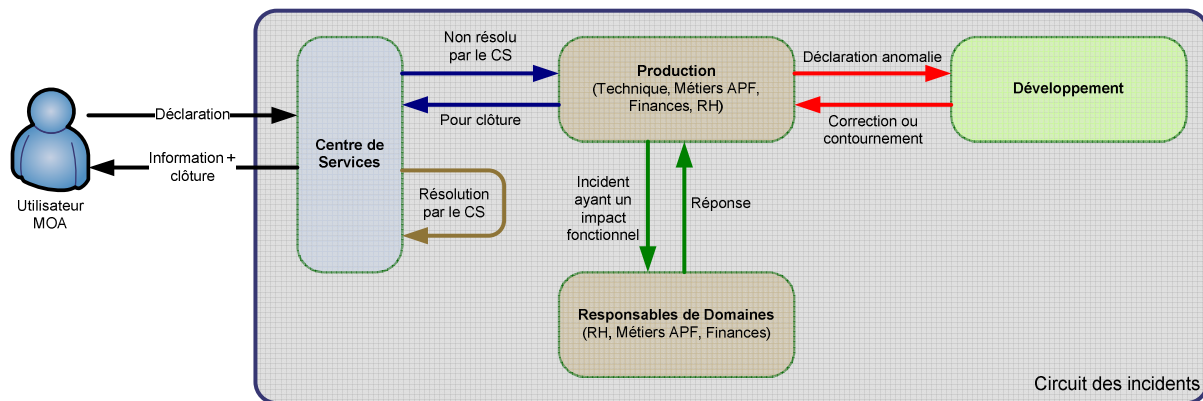 Déclaration
Information +
clôture
Utilisateur
MOA
Centre de
Services
Non résolu
par le CS
Pour clôture
Résolution
par le CS
Production
(Technique, Métiers APF,
Finances, RH)
Déclaration anomalie
Correction ou
contournement
Développement
Incident
ayant un
impact
fonctionnel
Réponse
Responsables de Domaines
(RH, Métiers APF, Finances)
Circuit des incidents